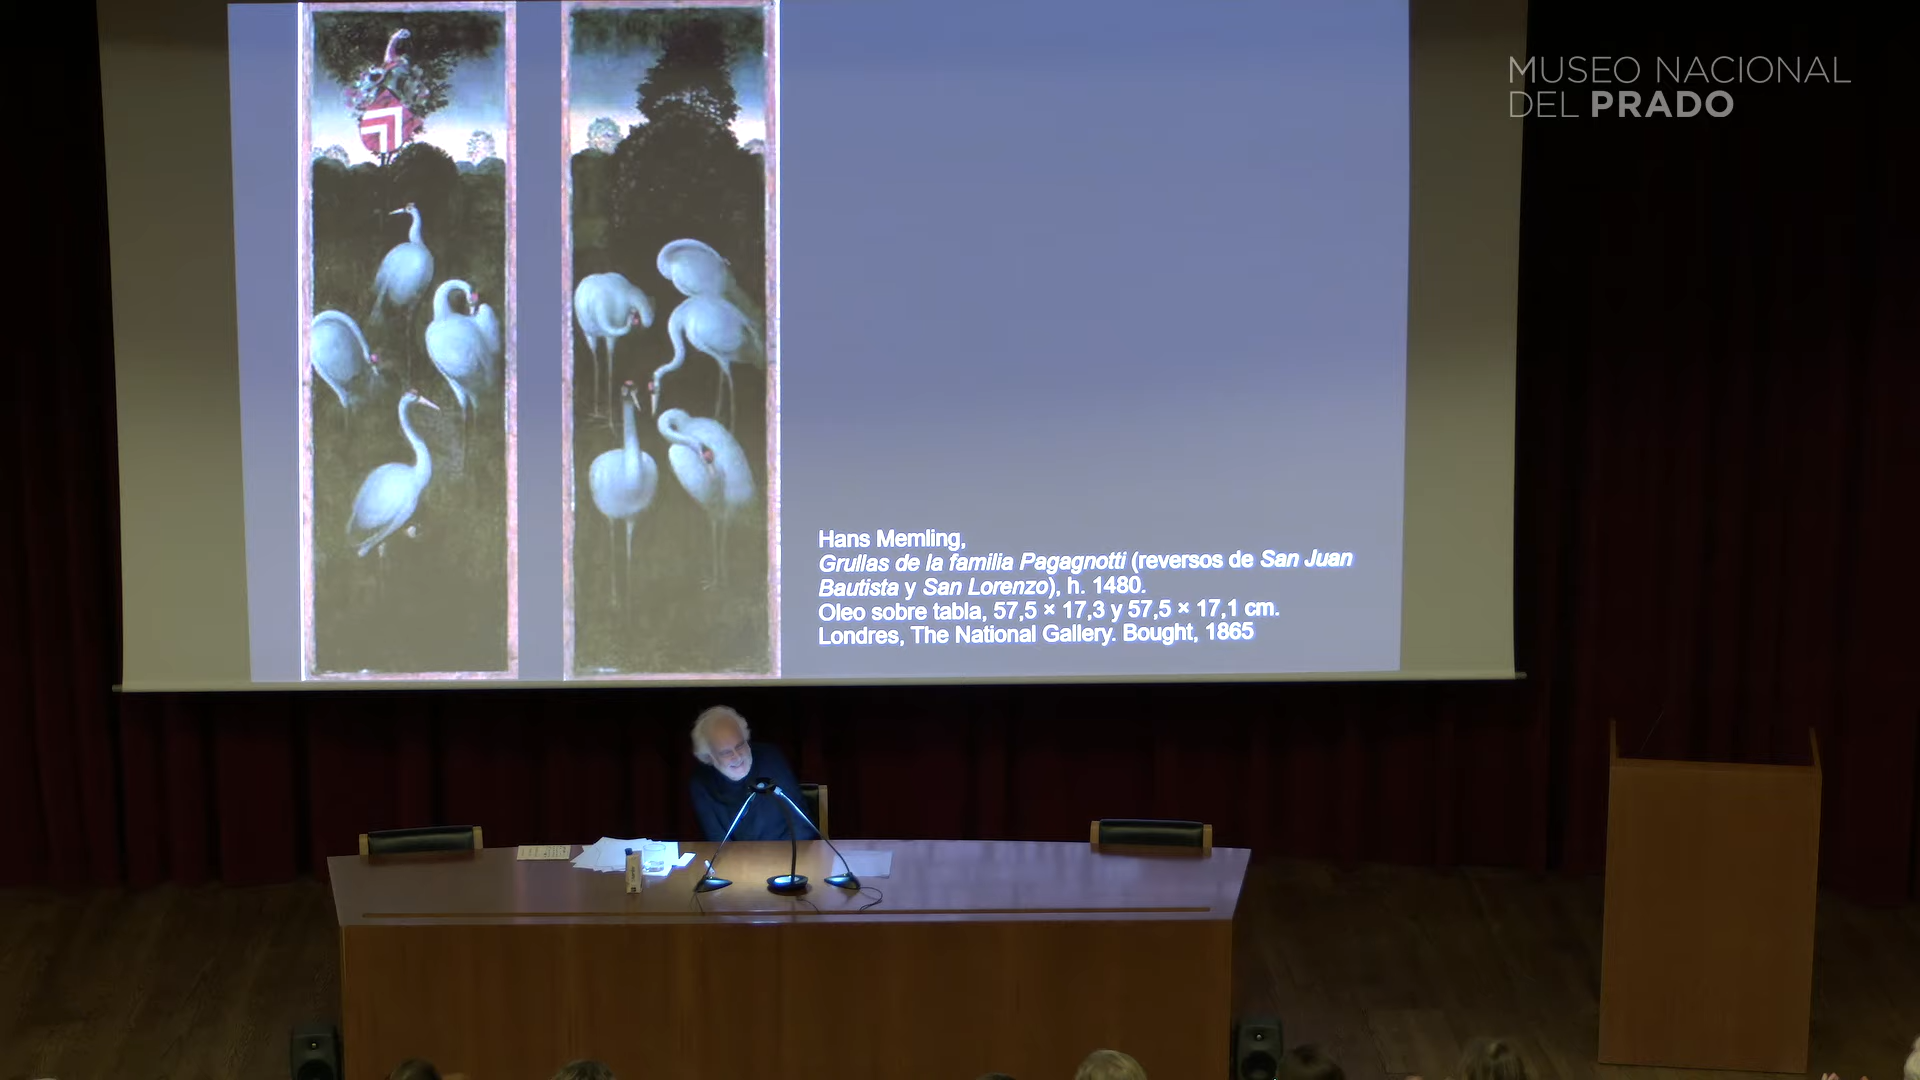 MUSEO NACIONAL
DEL PRADO
Hans Memling,
Grullas de la familia Pagagnotti (reversos de San Juan
Bautista y San Lorenzo), h. 1480.
Oleo sobre tabla, 57,5 × 17,3 y 57,5 × 17,1 cm.
Londres, The National Gallery. Bought, 1865